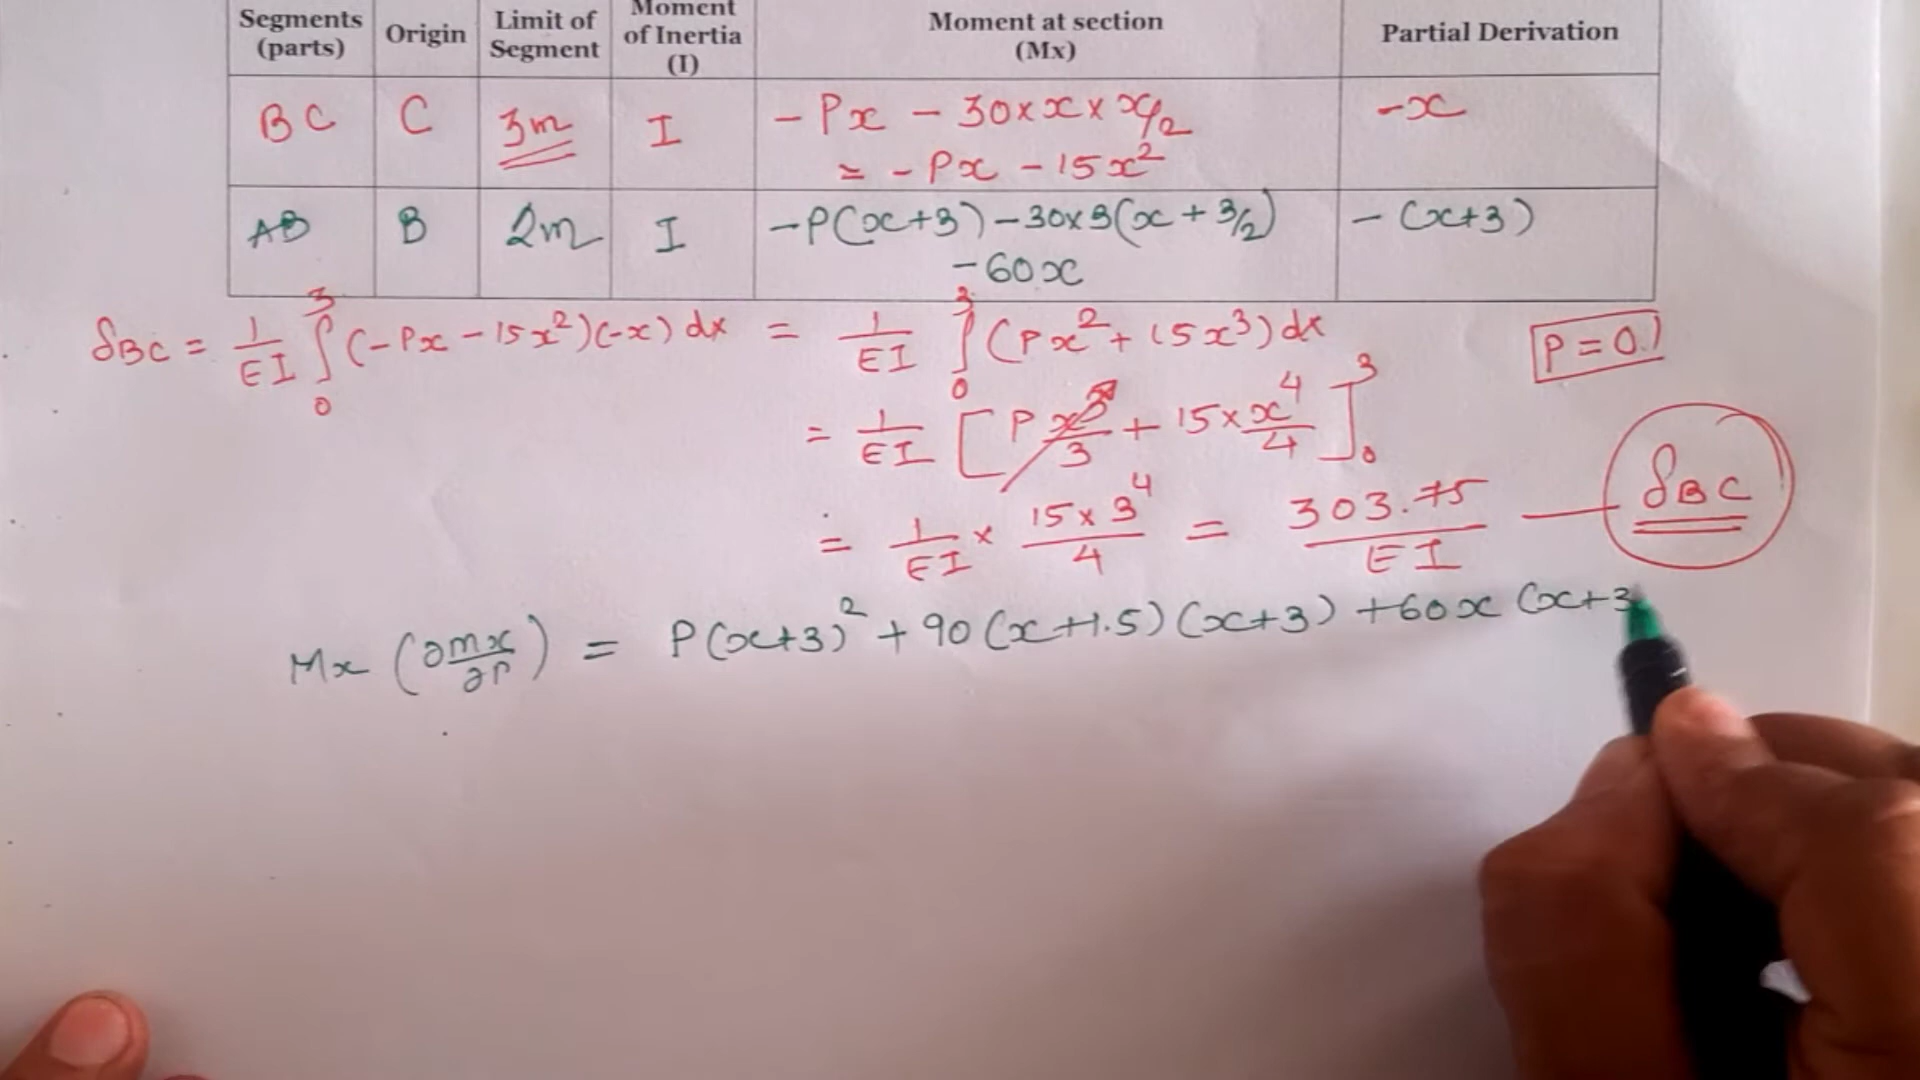 Segments (parts) | Origin | Limit of Segment | Moment of Inertia (I) | Moment at section (Mx) | Partial Derivation
BC | C | 3m | I | -Px - 30 × x × x/2 = -Px - 15x² | -x
AB | B | 2m | I | -P(x+3) - 30×3(x + 3/2) - 60x | -(x+3)
δBC = 1/EI ∫₀³ (-Px - 15x²)(-x) dx = 1/EI ∫₀³ (Px² + 15x³) dx
P = 0
= 1/EI [P x³/3 + 15 × x⁴/4]₀³
= 1/EI × 15×3⁴/4 = 303.75/EI — δBC
Mx (∂mx/∂P) = P(x+3)² + 90(x+1.5)(x+3) + 60x(x+3